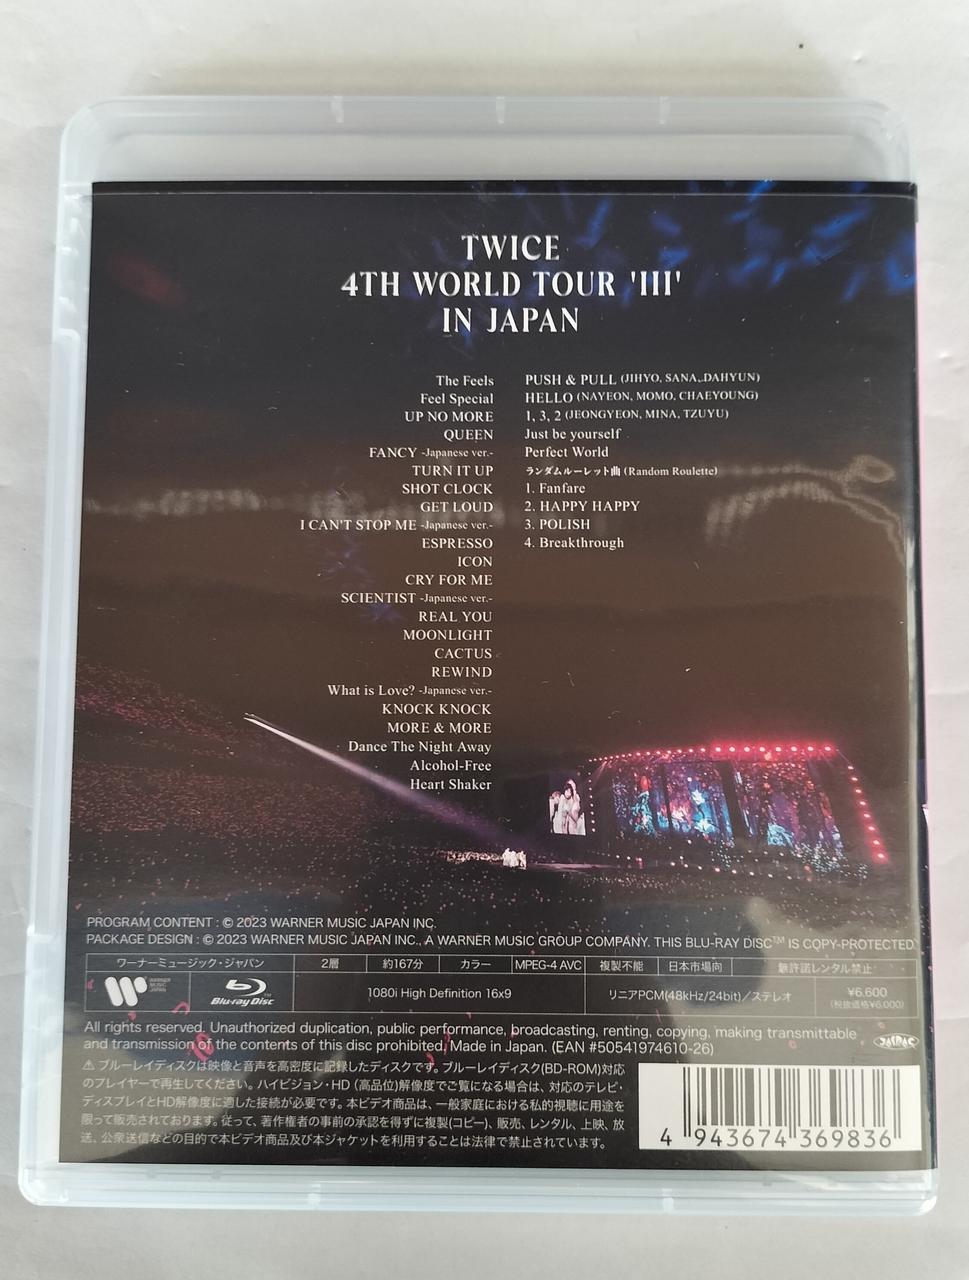 TWICE
4TH WORLD TOUR 'III'
IN JAPAN
The Feels
Feel Special
UP NO MORE
QUEEN
FANCY -Japanese ver.-
TURN IT UP
SHOT CLOCK
GET LOUD
I CAN'T STOP ME -Japanese ver.-
ESPRESSO
ICON
CRY FOR ME
SCIENTIST -Japanese ver.-
REAL YOU
MOONLIGHT
CACTUS
REWIND
What is Love? -Japanese ver.-
KNOCK KNOCK
MORE & MORE
Dance The Night Away
Alcohol-Free
Heart Shaker
PUSH & PULL (JIHYO, SANA, DAHYUN)
HELLO (NAYEON, MOMO, CHAEYOUNG)
1, 3, 2 (JEONGYEON, MINA, TZUYU)
Just be yourself
Perfect World
ランダムルーレット曲 (Random Roulette)
1. Fanfare
2. HAPPY HAPPY
3. POLISH
4. Breakthrough
PROGRAM CONTENT : © 2023 WARNER MUSIC JAPAN INC.
PACKAGE DESIGN : © 2023 WARNER MUSIC JAPAN INC., A WARNER MUSIC GROUP COMPANY. THIS BLU-RAY DISC™ IS COPY-PROTECTED.
ワーナーミュージック・ジャパン 2層 約167分 カラー MPEG-4 AVC 複製不能 日本市場向 無許諾レンタル禁止
WARNER MUSIC JAPAN Blu-ray Disc 1080i High Definition 16x9 リニアPCM(48kHz/24bit)／ステレオ ¥6,600
(税抜価格¥6,000)
All rights reserved. Unauthorized duplication, public performance, broadcasting, renting, copying, making transmittable
and transmission of the contents of this disc prohibited. Made in Japan. (EAN #50541974610-26)
JASRAC
⚠ ブルーレイディスクは映像と音声を高密度に記録したディスクです。ブルーレイディスク(BD-ROM)対応
のプレイヤーで再生してください。ハイビジョン・HD (高品位)解像度でご覧になる場合は、対応のテレビ・
ディスプレイとHD解像度に適した接続が必要です。本ビデオ商品は、一般家庭における私的視聴に用途を
限って販売されております。従って、著作権者の事前の承認を得ずに複製(コピー)、販売、レンタル、上映、放
送、公衆送信などの目的で本ビデオ商品及び本ジャケットを利用することは法律で禁止されています。
4 943674 369836